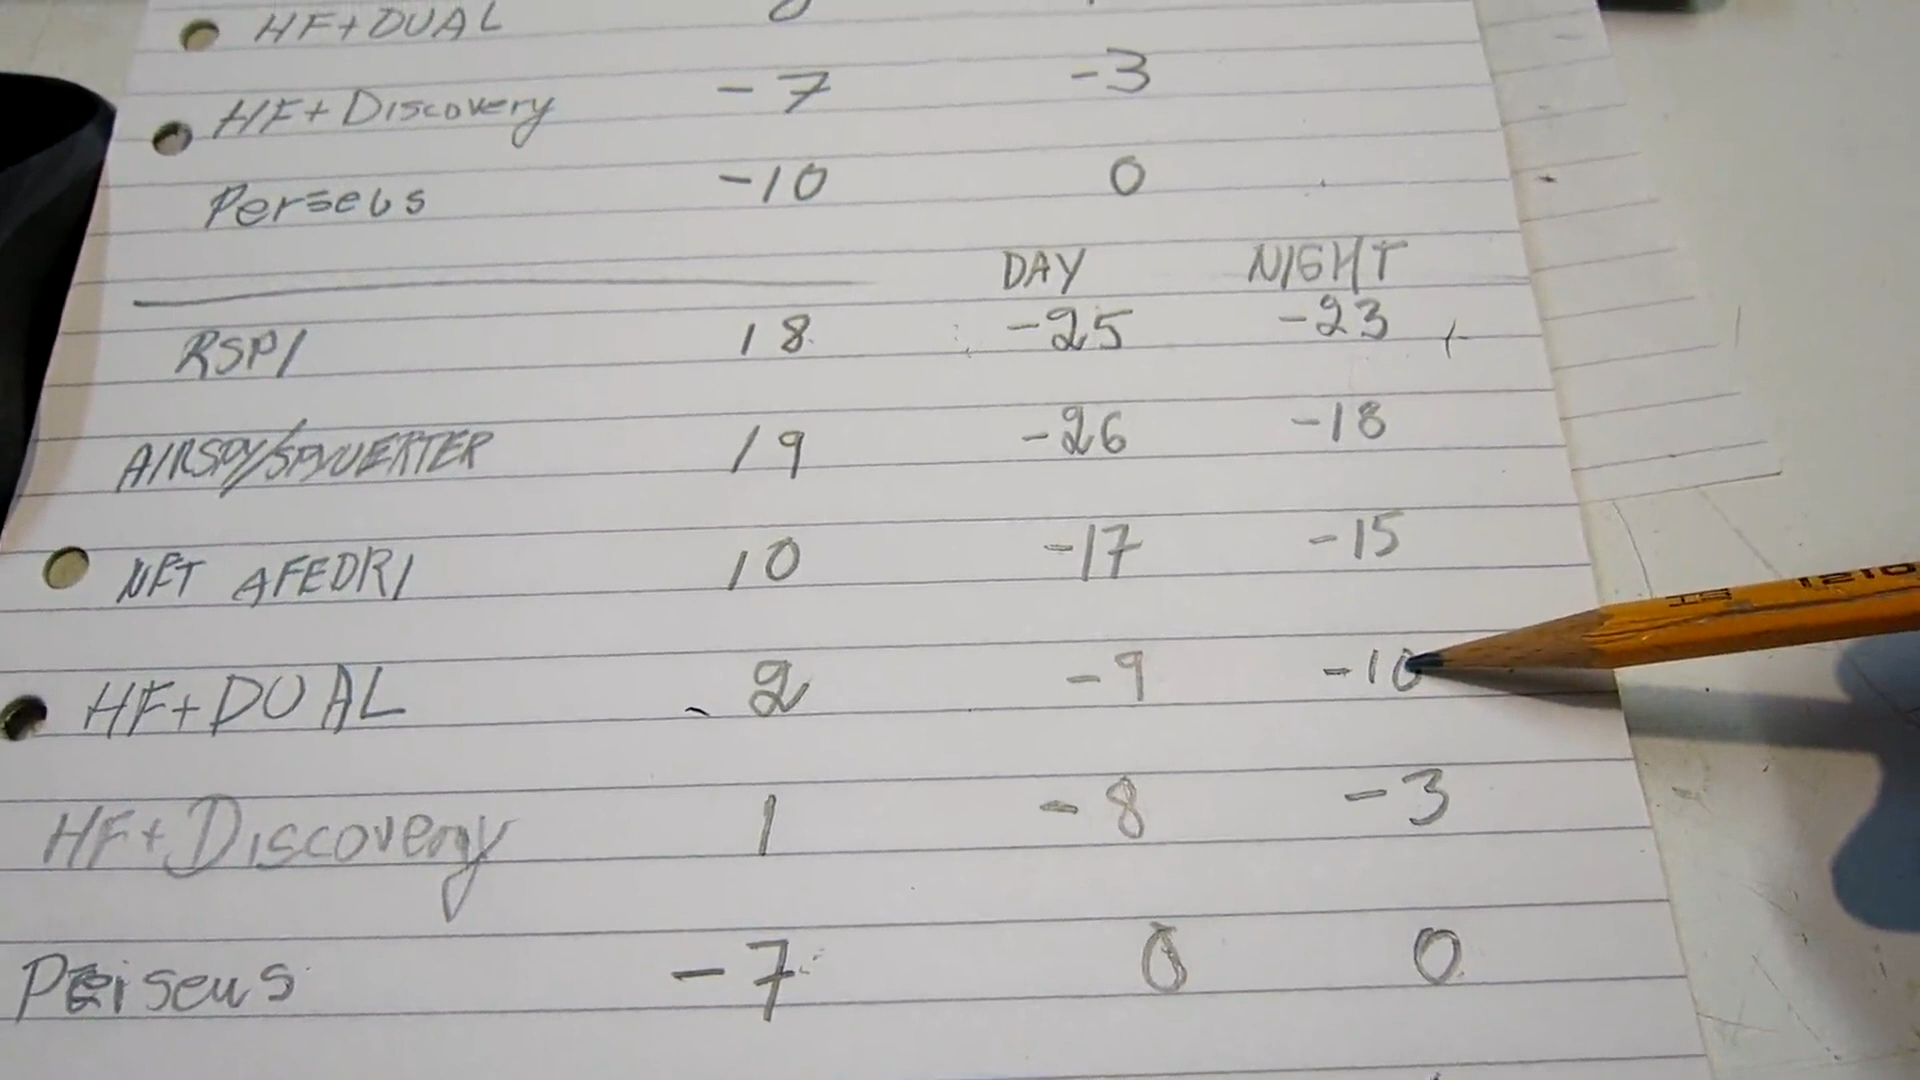 HF+DUAL
HF+Discovery -7 -3
Perseus -10 0
DAY NIGHT
RSP1 18 -25 -23
AIRSPY/SPYVERTER 19 -26 -18
NET AFEDRI 10 -17 -15
HF+DUAL 2 -9 -10
HF+Discovery 1 -8 -3
Perseus -7 0 0